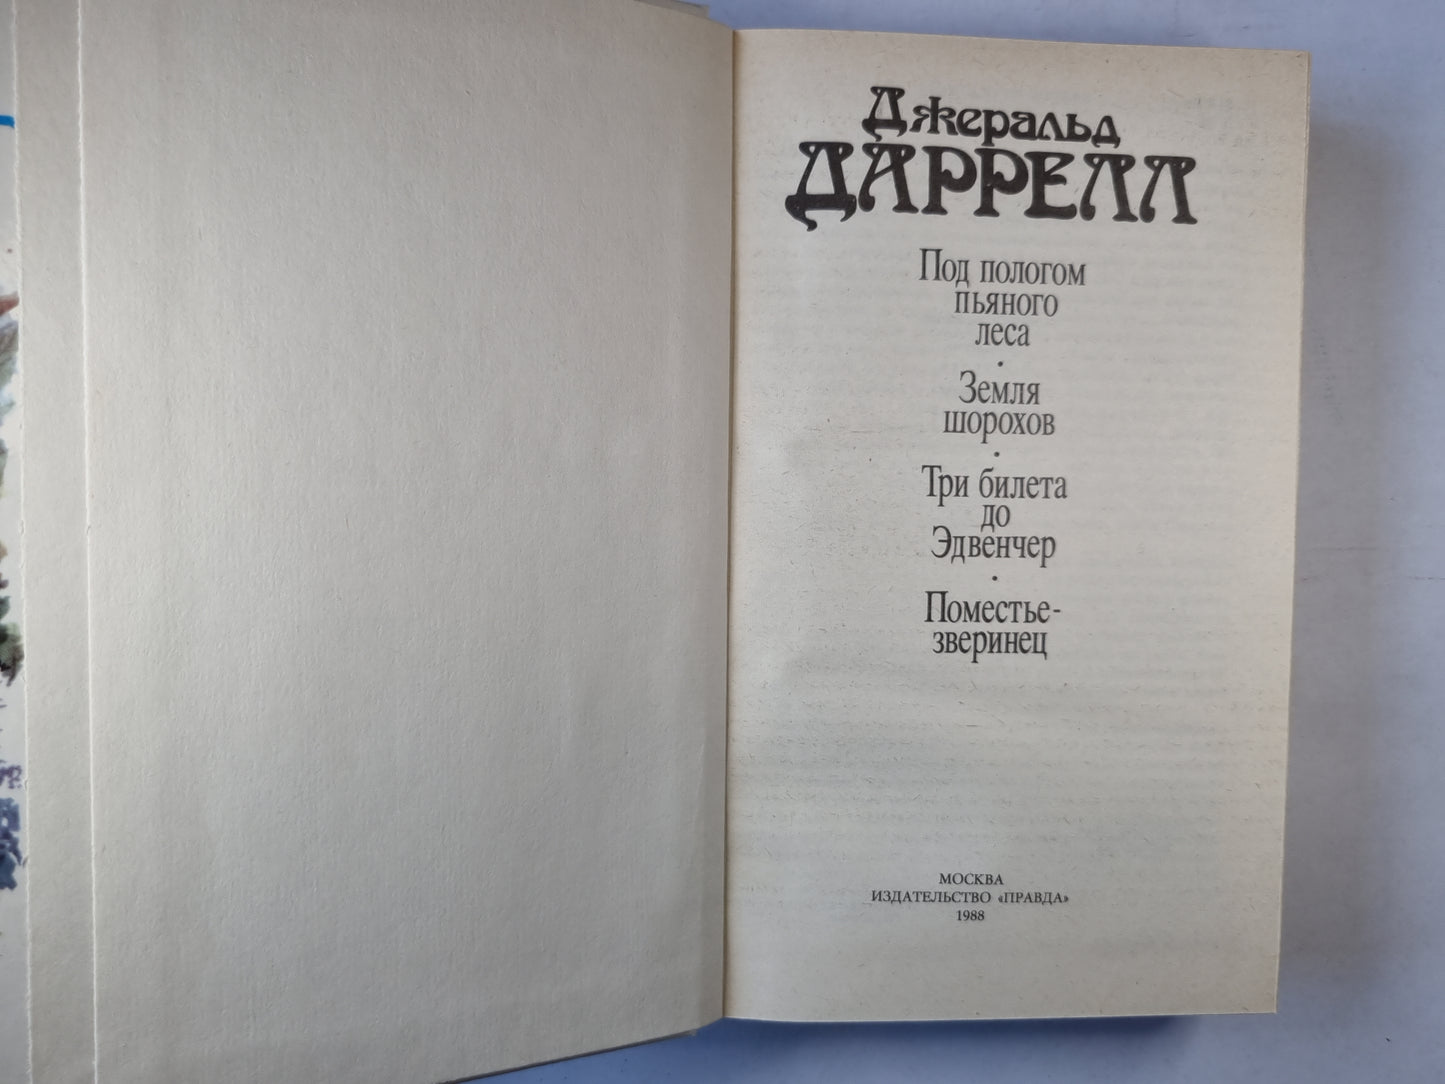 Джеральд
ДАРРЕЛЛ
Под пологом
пьяного
леса
•
Земля
шорохов
•
Три билета
до
Эдвенчер
•
Поместье-
зверинец
МОСКВА
ИЗДАТЕЛЬСТВО «ПРАВДА»
1988